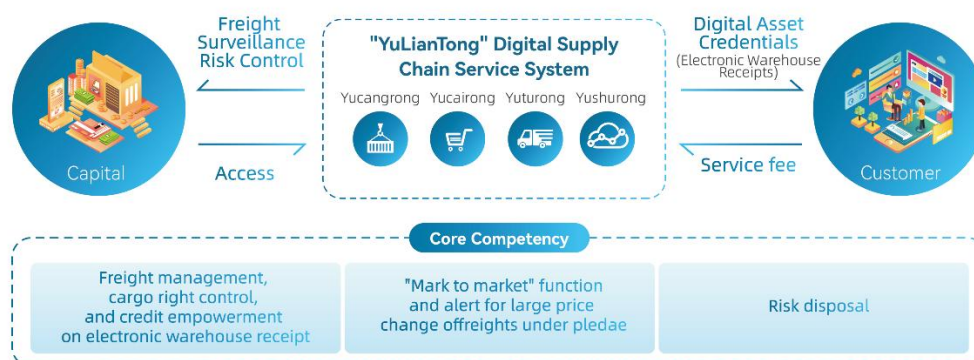 Freight
Surveillance
Risk Control
"YuLianTong" Digital Supply
Chain Service System
Digital Asset
Credentials
(Electronic Warehouse
Receipts)
Yucangrong Yucairong Yuturong Yushurong
Capital
Access
Service fee
Customer
Core Competency
Freight management,
cargo right control,
and credit empowerment
on electronic warehouse receipt
"Mark to market" function
and alert for large price
change offreights under pledae
Risk disposal